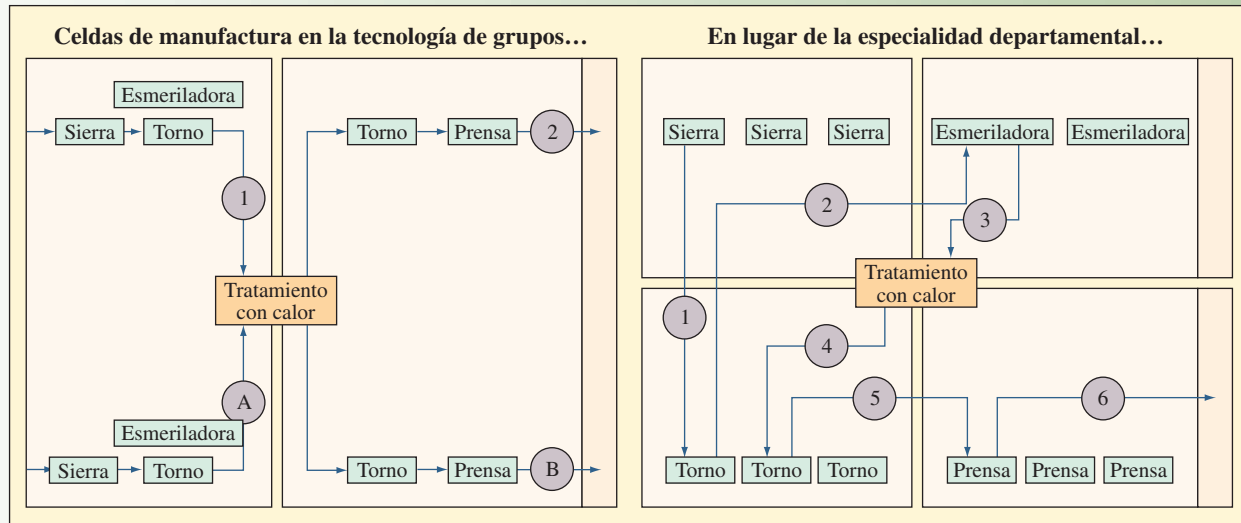 Celdas de manufactura en la tecnología de grupos…
Esmeriladora
Sierra
Torno
1
Torno
Prensa
2
Tratamiento
con calor
A
Esmeriladora
Sierra
Torno
Torno
Prensa
B
En lugar de la especialidad departamental…
Sierra
Sierra
Sierra
Esmeriladora
Esmeriladora
2
3
Tratamiento
con calor
1
4
5
6
Torno
Torno
Torno
Prensa
Prensa
Prensa